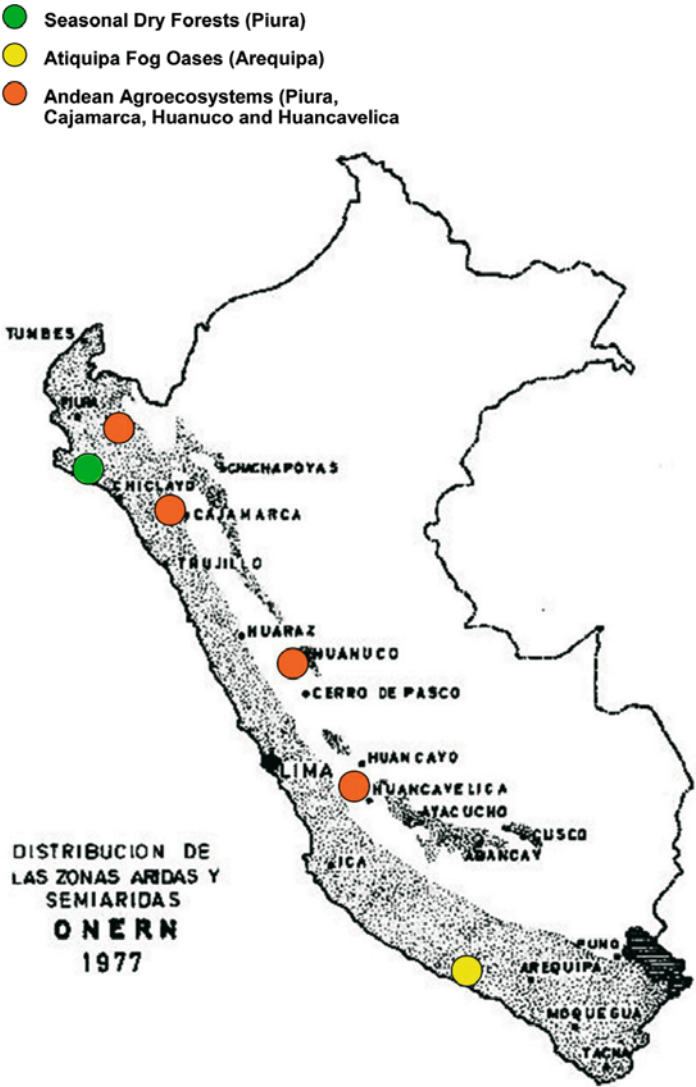 Seasonal Dry Forests (Piura)
Atiquipa Fog Oases (Arequipa)
Andean Agroecosystems (Piura,
Cajamarca, Huanuco and Huancavelica
TUMBES
PIURA
CHACHAPOYAS
CHICLAYO
CAJAMARCA
TRUJILLO
HUARAZ
HUANUCO
CERRO DE PASCO
HUANCAYO
LIMA
HUANCAVELICA
AYACUCHO
CUSCO
ABANCAY
ICA
DISTRIBUCION DE
LAS ZONAS ARIDAS Y
SEMIARIDAS
ONERN
1977
PUNO
AREQUIPA
MOQUEGUA
TACNA